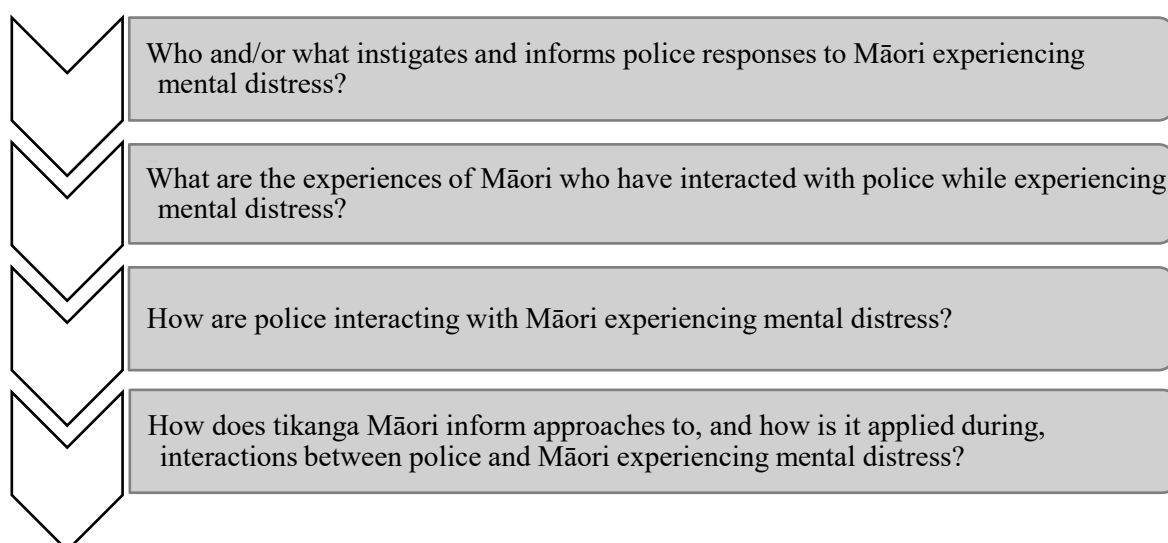 Who and/or what instigates and informs police responses to Māori experiencing
mental distress?
What are the experiences of Māori who have interacted with police while experiencing
mental distress?
How are police interacting with Māori experiencing mental distress?
How does tikanga Māori inform approaches to, and how is it applied during,
interactions between police and Māori experiencing mental distress?